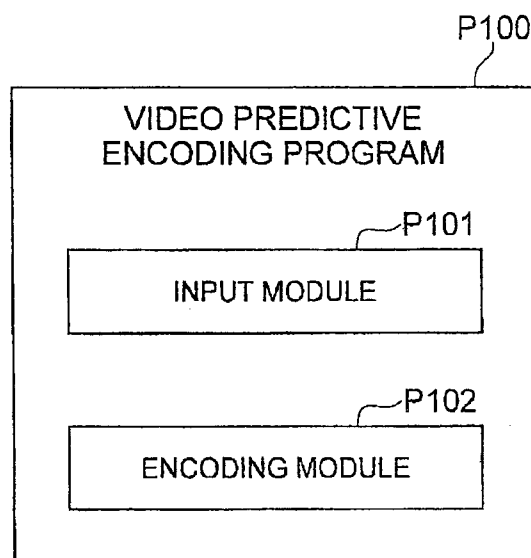 P100
VIDEO PREDICTIVE
ENCODING PROGRAM
P101
INPUT MODULE
P102
ENCODING MODULE